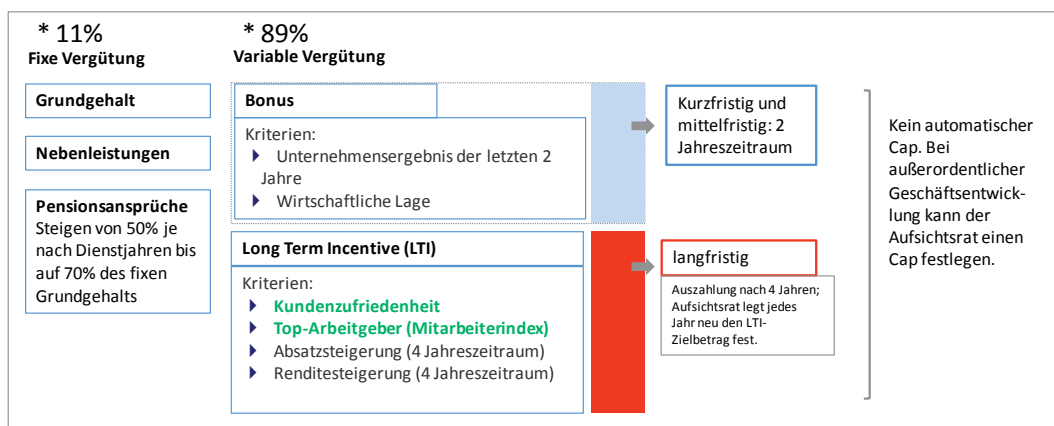 * 11%
Fixe Vergütung
Grundgehalt
Nebenleistungen
Pensionsansprüche
Steigen von 50% je
nach Dienstjahren bis
auf 70% des fixen
Grundgehalts
* 89%
Variable Vergütung
Bonus
Kriterien:
Unternehmensergebnis der letzten 2
Jahre
Wirtschaftliche Lage
Long Term Incentive (LTI)
Kriterien:
Kundenzufriedenheit
Top-Arbeitgeber (Mitarbeiterindex)
Absatzsteigerung (4 Jahreszeitraum)
Renditesteigerung (4 Jahreszeitraum)
Kurzfristig und
mittelfristig: 2
Jahreszeitraum
langfristig
Auszahlung nach 4 Jahren;
Aufsichtsrat legt jedes
Jahr neu den LTI-
Zielbetrag fest.
Kein automatischer
Cap. Bei
außerordentlicher
Geschäftsentwick-
lung kann der
Aufsichtsrat einen
Cap festlegen.